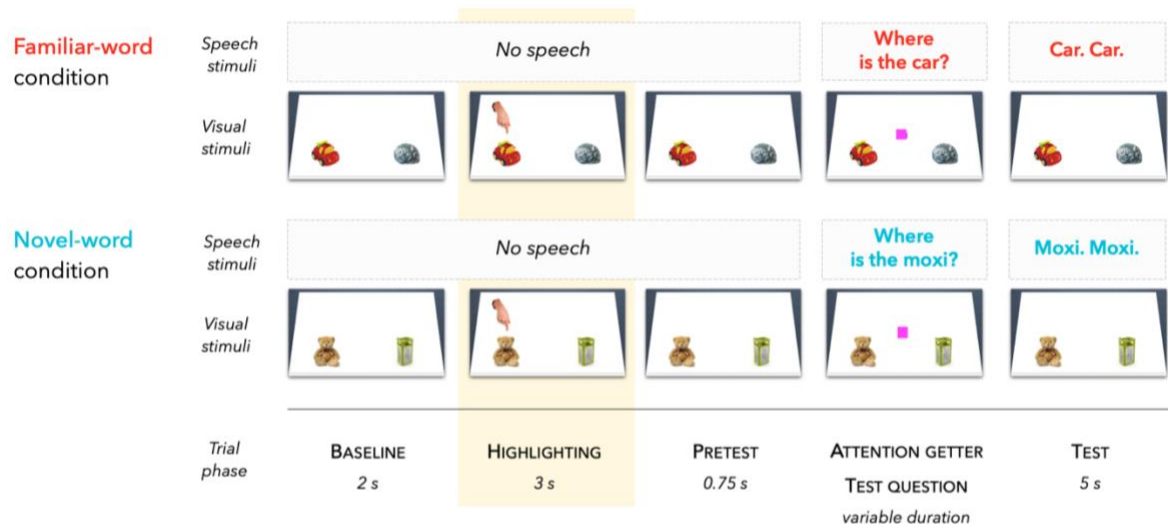 Familiar-word
condition
Speech
stimuli
No speech
Where
is the car?
Car. Car.
Visual
stimuli
Novel-word
condition
Speech
stimuli
No speech
Where
is the moxi?
Moxi. Moxi.
Visual
stimuli
Trial
phase
BASELINE
2 s
HIGHLIGHTING
3 s
PRETEST
0.75 s
ATTENTION GETTER
TEST QUESTION
variable duration
TEST
5 s